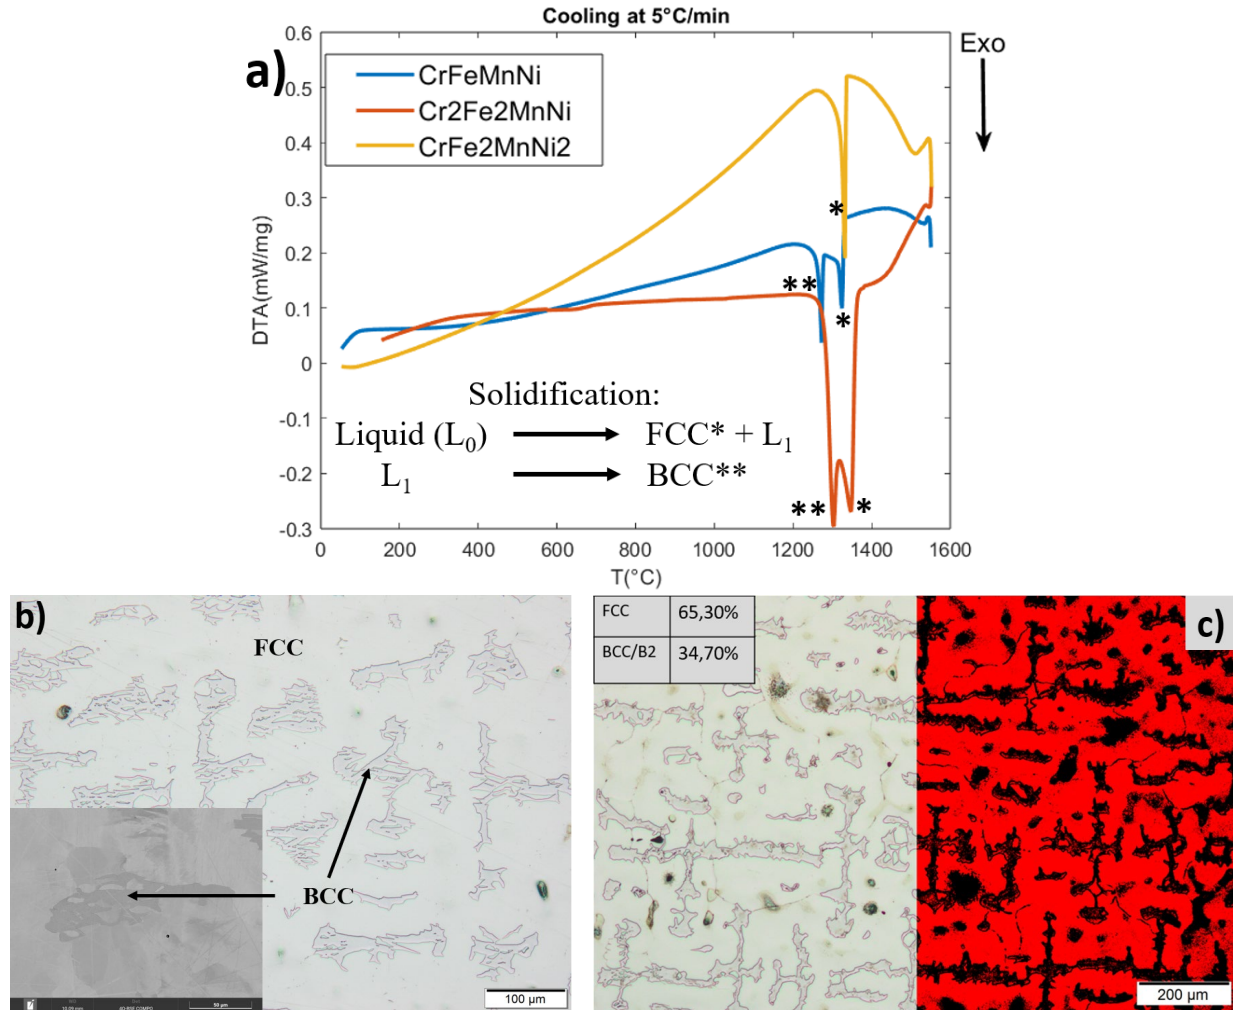 Cooling at 5°C/min
a)
Exo
CrFeMnNi
Cr2Fe2MnNi
CrFe2MnNi2
0.6
0.5
0.4
0.3
0.2
0.1
0
-0.1
-0.2
-0.3
DTA(mW/mg)
*
**
*
**
*
Solidification:
Liquid (L0) → FCC* + L1
L1 → BCC**
0 200 400 600 800 1000 1200 1400 1600
T(°C)
b)
FCC
BCC
50 µm
100 µm
c)
FCC 65,30%
BCC/B2 34,70%
200 µm